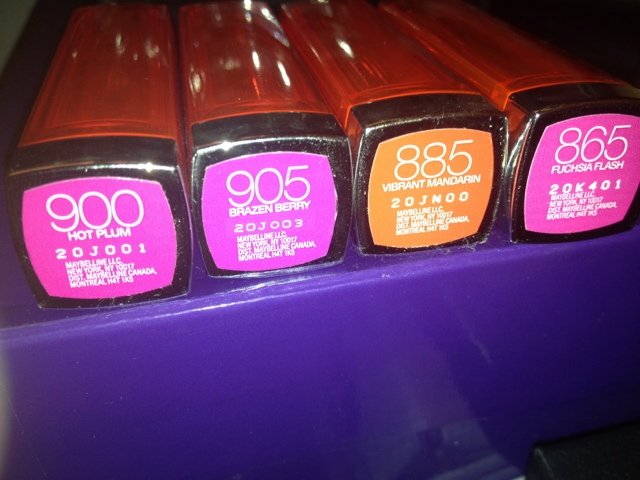 900
HOT PLUM
20J001
MAYBELLINE LLC,
NEW YORK, NY 10017
DIST. MAYBELLINE CANADA,
MONTREAL H4T 1K5
905
BRAZEN BERRY
20J003
MAYBELLINE LLC,
NEW YORK, NY 10017
DIST. MAYBELLINE CANADA,
MONTREAL H4T 1K5
885
VIBRANT MANDARIN
20JN00
MAYBELLINE LLC,
NEW YORK, NY 10017
DIST. MAYBELLINE CANADA,
MONTREAL H4T 1K5
865
FUCHSIA FLASH
20K401
MAYBELLINE LLC,
NEW YORK, NY 10017
DIST. MAYBELLINE CANADA,
MONTREAL H4T 1K5